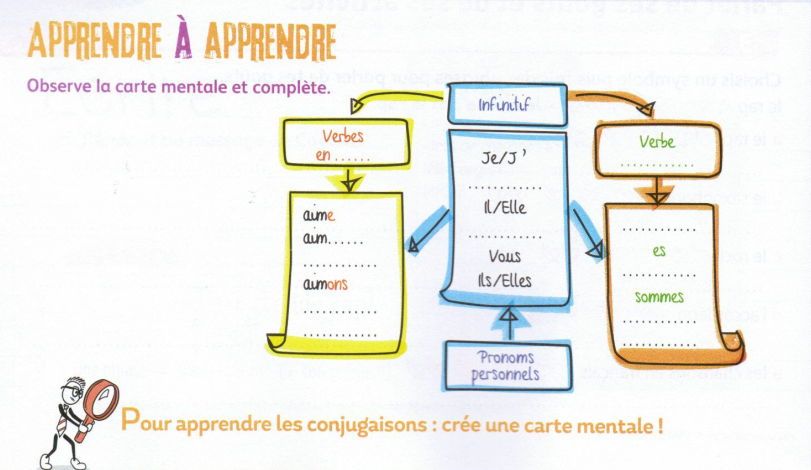 APPRENDRE À APPRENDRE
Observe la carte mentale et complète.
Infinitif
Verbes
en ......
Verbe
............
Je/J'
............
Il/Elle
............
Vous
Ils/Elles
aime
aim......
............
aimons
............
............
............
es
............
sommes
............
............
Pronoms
personnels
Pour apprendre les conjugaisons : crée une carte mentale !